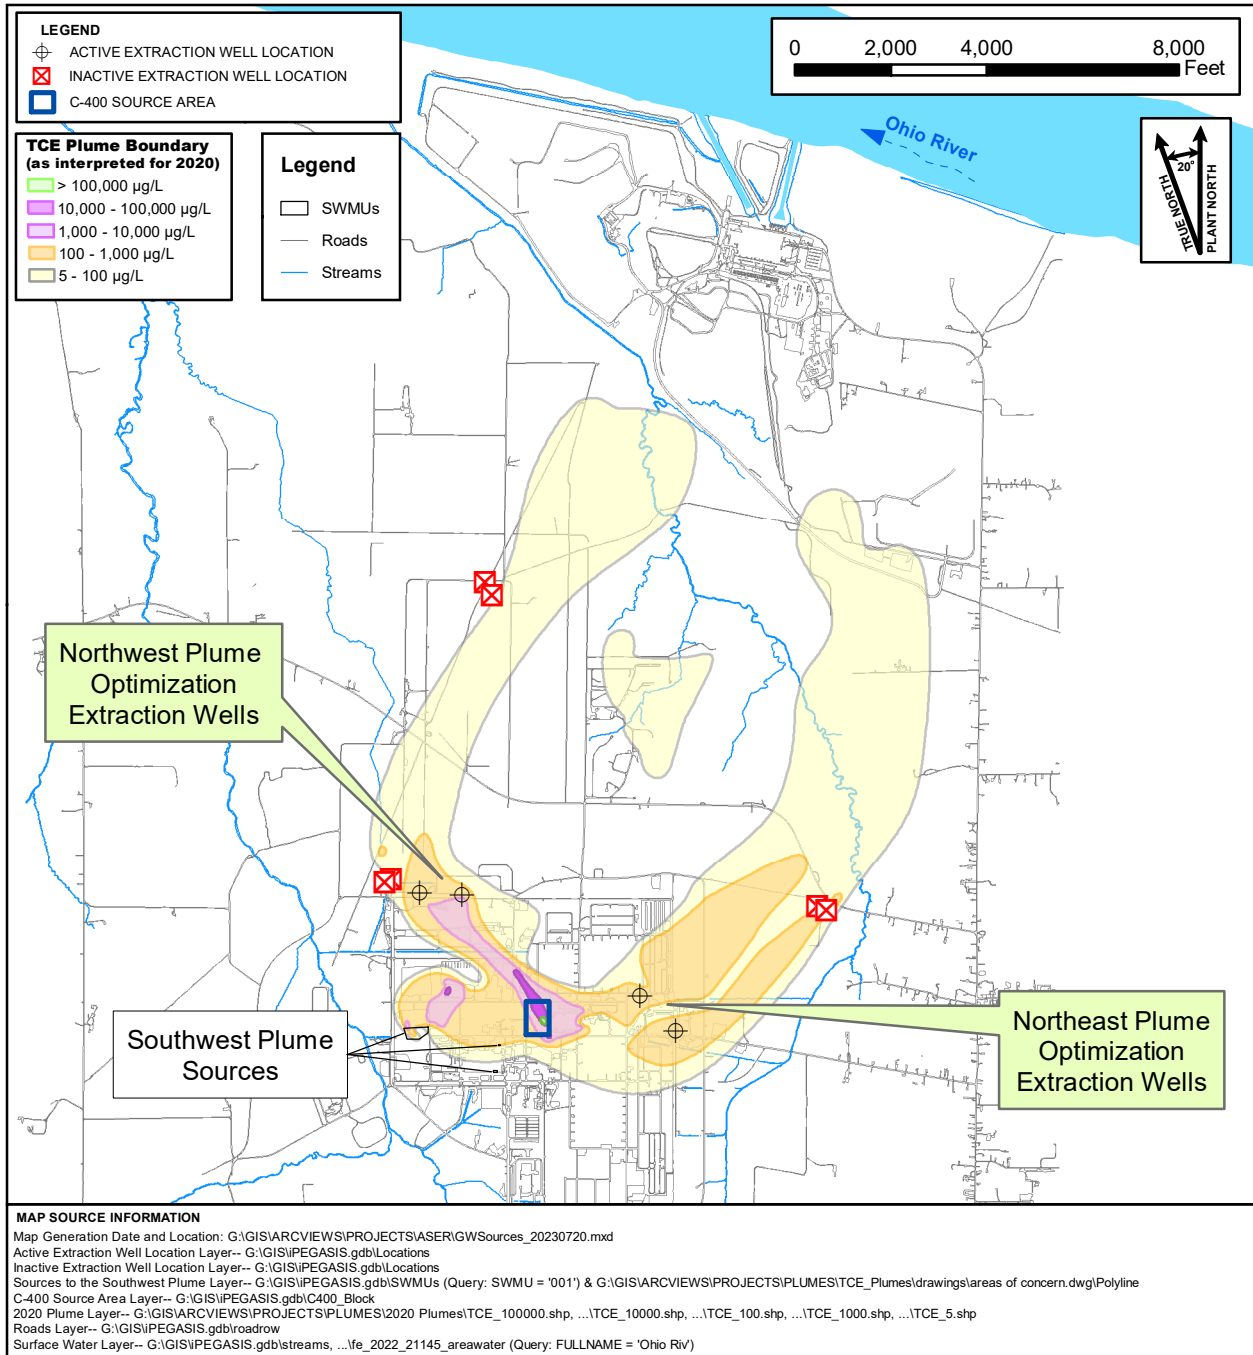 LEGEND
ACTIVE EXTRACTION WELL LOCATION
INACTIVE EXTRACTION WELL LOCATION
C-400 SOURCE AREA
0 2,000 4,000 8,000
Feet
TCE Plume Boundary
(as interpreted for 2020)
> 100,000 µg/L
10,000 - 100,000 µg/L
1,000 - 10,000 µg/L
100 - 1,000 µg/L
5 - 100 µg/L
Legend
SWMUs
Roads
Streams
Ohio River
20°
TRUE NORTH
PLANT NORTH
Northwest Plume
Optimization
Extraction Wells
Southwest Plume
Sources
Northeast Plume
Optimization
Extraction Wells
MAP SOURCE INFORMATION
Map Generation Date and Location: G:\GIS\ARCVIEWS\PROJECTS\ASER\GWSources_20230720.mxd
Active Extraction Well Location Layer-- G:\GIS\iPEGASIS.gdb\Locations
Inactive Extraction Well Location Layer-- G:\GIS\iPEGASIS.gdb\Locations
Sources to the Southwest Plume Layer-- G:\GIS\iPEGASIS.gdb\SWMUs (Query: SWMU = '001') & G:\GIS\ARCVIEWS\PROJECTS\PLUMES\TCE_Plumes\drawings\areas of concern.dwg\Polyline
C-400 Source Area Layer-- G:\GIS\iPEGASIS.gdb\C400_Block
2020 Plume Layer-- G:\GIS\ARCVIEWS\PROJECTS\PLUMES\2020 Plumes\TCE_100000.shp, ...\TCE_10000.shp, ...\TCE_100.shp, ...\TCE_1000.shp, ...\TCE_5.shp
Roads Layer-- G:\GIS\iPEGASIS.gdb\roadrow
Surface Water Layer-- G:\GIS\iPEGASIS.gdb\streams, ...\fe_2022_21145_areawater (Query: FULLNAME = 'Ohio Riv')